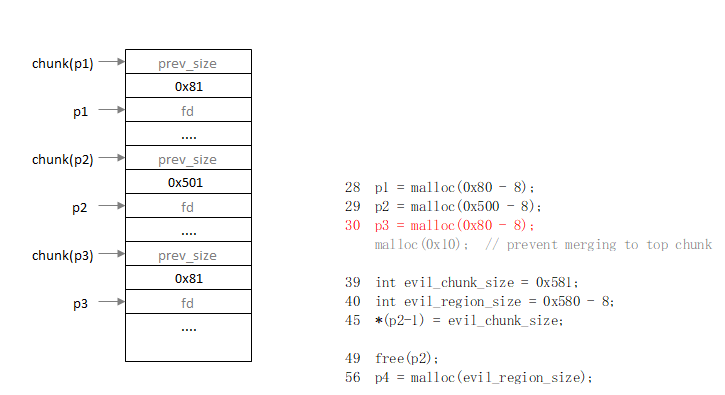 chunk(p1)
prev_size
0x81
p1
fd
....
chunk(p2)
prev_size
0x501
p2
fd
....
chunk(p3)
prev_size
0x81
p3
fd
....
28 p1 = malloc(0x80 - 8);
29 p2 = malloc(0x500 - 8);
30 p3 = malloc(0x80 - 8);
malloc(0x10); // prevent merging to top chunk
39 int evil_chunk_size = 0x581;
40 int evil_region_size = 0x580 - 8;
45 *(p2-1) = evil_chunk_size;
49 free(p2);
56 p4 = malloc(evil_region_size);